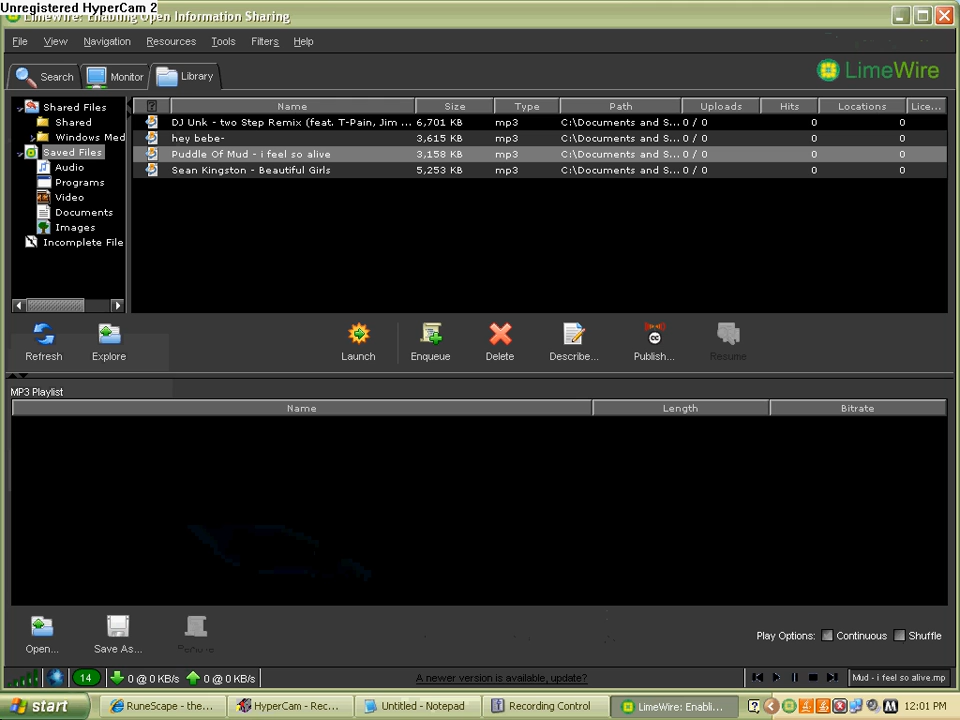 Unregistered HyperCam 2
LimeWire: Enabling Open Information Sharing
File View Navigation Resources Tools Filters Help
Search Monitor Library LimeWire
Shared Files
Shared
Windows Med
Saved Files
Audio
Programs
Video
Documents
Images
Incomplete File
? Name Size Type Path Uploads Hits Locations Lice...
DJ Unk - two Step Remix (feat. T-Pain, Jim ... 6,701 KB mp3 C:\Documents and S... 0 / 0 0 0
hey bebe- 3,615 KB mp3 C:\Documents and S... 0 / 0 0 0
Puddle Of Mud - i feel so alive 3,158 KB mp3 C:\Documents and S... 0 / 0 0 0
Sean Kingston - Beautiful Girls 5,253 KB mp3 C:\Documents and S... 0 / 0 0 0
Refresh Explore Launch Enqueue Delete Describe... Publish... Resume
MP3 Playlist
Name Length Bitrate
Open... Save As... Play Options: Continuous Shuffle
14 0 @ 0 KB/s 0 @ 0 KB/s A newer version is available, update? Mud - i feel so alive.mp
start RuneScape - the... HyperCam - Rec... Untitled - Notepad Recording Control LimeWire: Enabli... 12:01 PM